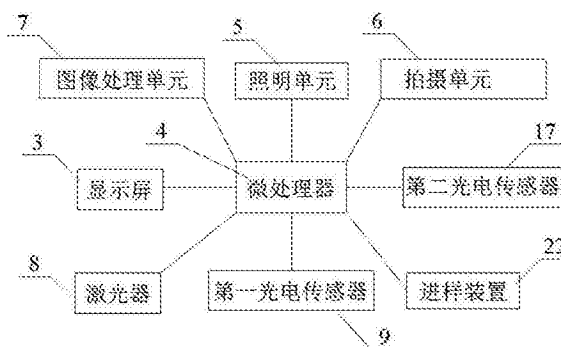 7
5
6
图像处理单元
照明单元
拍摄单元
3
4
17
显示屏
微处理器
第二光电传感器
8
22
激光器
第一光电传感器
进样装置
9